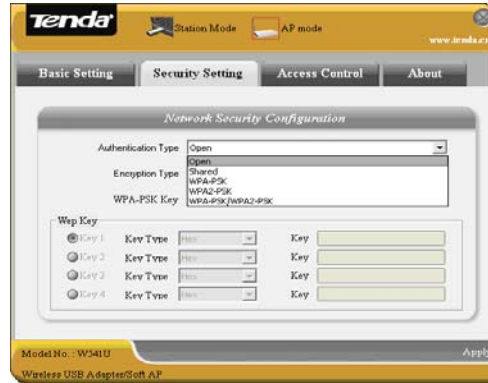 Tenda
Station Mode AP mode
www.tenda.cn
Basic Setting Security Setting Access Control About
Network Security Configuration
Authentication Type Open
Open
Encryption Type Shared
WPA-PSK
WPA2-PSK
WPA-PSK Key WPA-PSK/WPA2-PSK
Wep Key
Key 1 Key Type Hex Key
Key 2 Key Type Hex Key
Key 3 Key Type Hex Key
Key 4 Key Type Hex Key
Model No. : W541U Apply
Wireless USB Adapter/Soft AP